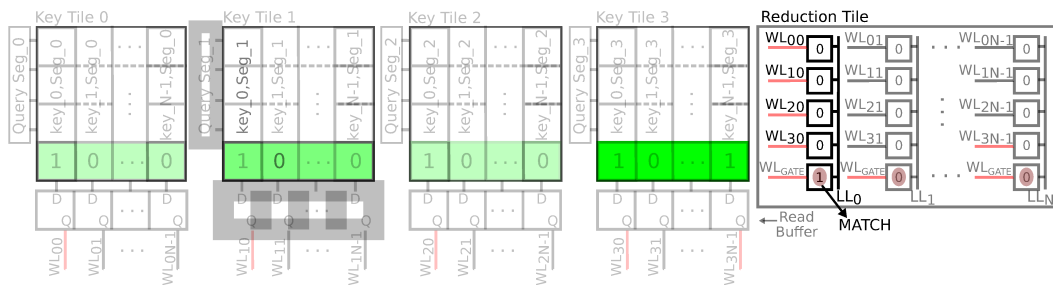 Key Tile 0
Query Seg_0
key_0,Seg_0
key_1,Seg_0
...
key_N-1,Seg_0
1 0 ... 0
D D ... D
Q Q Q
WL00
WL01
...
WL0N-1
Key Tile 1
Query Seg_1
key_0,Seg_1
key_1,Seg_1
...
key_N-1,Seg_1
1 0 ... 0
D D ... D
Q Q Q
WL10
WL11
...
WL1N-1
Key Tile 2
Query Seg_2
key_0,Seg_2
key_1,Seg_2
...
key_N-1,Seg_2
1 0 ... 0
D D ... D
Q Q Q
WL20
WL21
...
WL2N-1
Key Tile 3
Query Seg_3
key_0,Seg_3
key_1,Seg_3
...
key_N-1,Seg_3
1 0 ... 1
D D ... D
Q Q Q
WL30
WL31
...
WL3N-1
Reduction Tile
WL00 0 WL01 0 ... WL0N-1 0
WL10 0 WL11 0 WL1N-1 0
WL20 0 WL21 0 WL2N-1 0
WL30 0 WL31 0 WL3N-1 0
WLGATE 1 WLGATE 0 ... WLGATE 0
LL0 LL1 LLN
Read
Buffer
MATCH